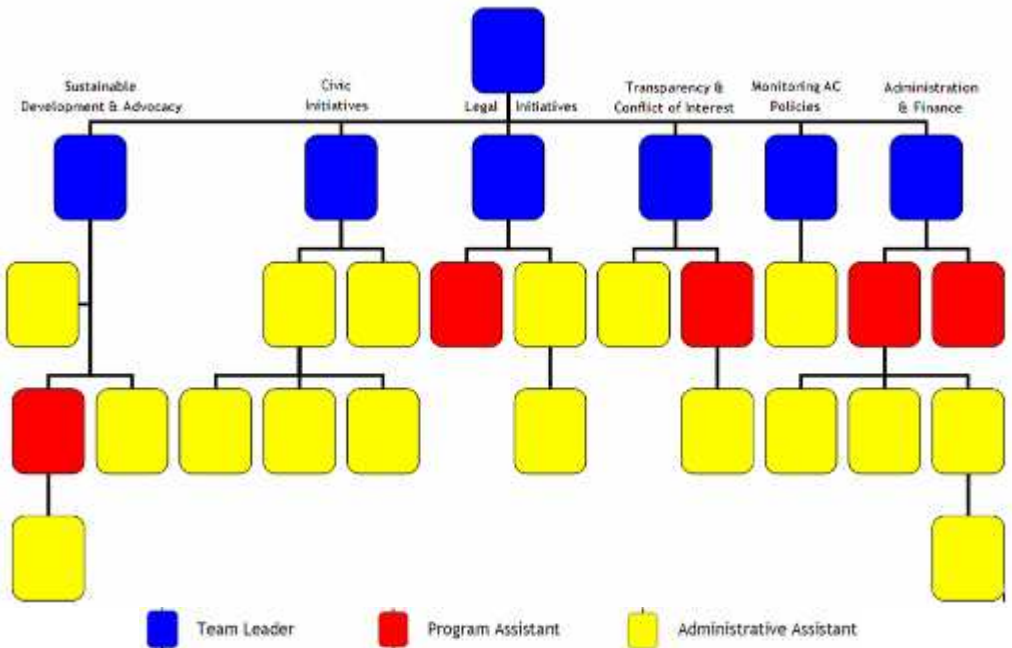 Sustainable
Development & Advocacy
Civic
Initiatives
Legal Initiatives
Transparency &
Conflict of Interest
Monitoring AC
Policies
Administration
& Finance
Team Leader
Program Assistant
Administrative Assistant